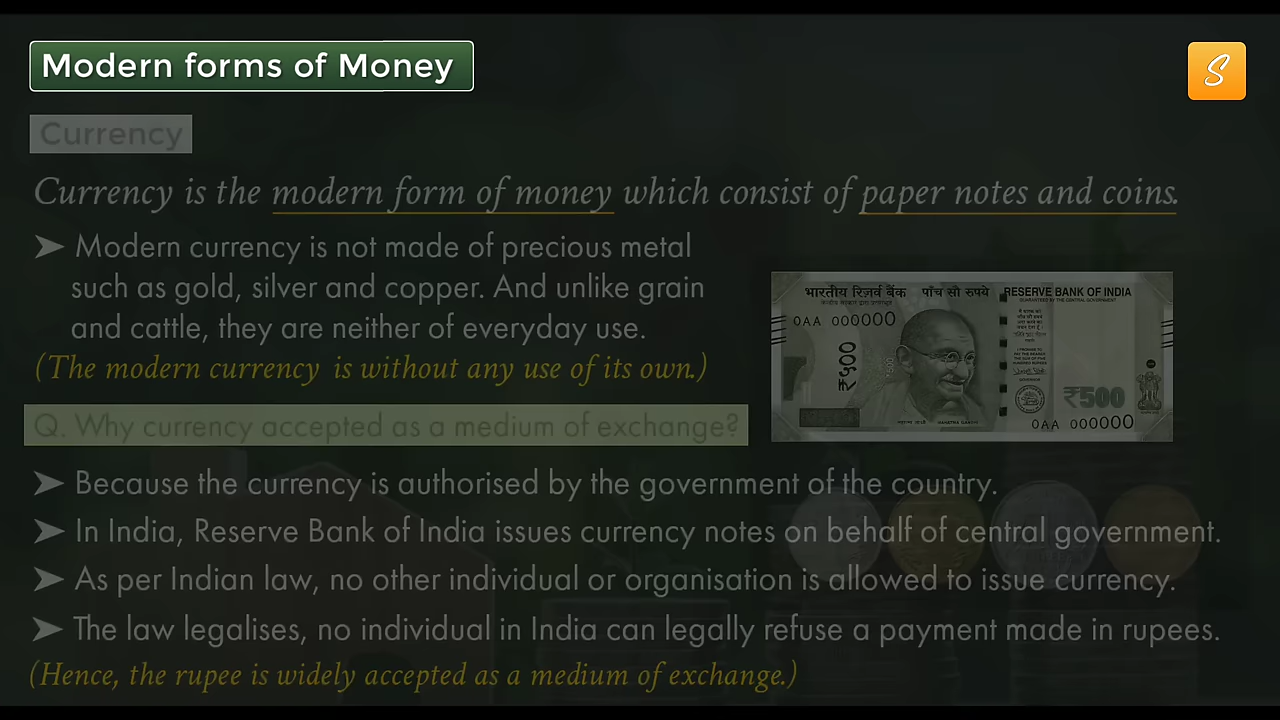 Modern forms of Money
S
Currency
Currency is the modern form of money which consist of paper notes and coins.
➤ Modern currency is not made of precious metal
such as gold, silver and copper. And unlike grain
and cattle, they are neither of everyday use.
(The modern currency is without any use of its own.)
भारतीय रिज़र्व बैंक पाँच सौ रुपये RESERVE BANK OF INDIA
GUARANTEED BY THE CENTRAL GOVERNMENT
0AA 000000
₹५००
₹500
0AA 000000
Q. Why currency accepted as a medium of exchange?
➤ Because the currency is authorised by the government of the country.
➤ In India, Reserve Bank of India issues currency notes on behalf of central government.
➤ As per Indian law, no other individual or organisation is allowed to issue currency.
➤ The law legalises, no individual in India can legally refuse a payment made in rupees.
(Hence, the rupee is widely accepted as a medium of exchange.)